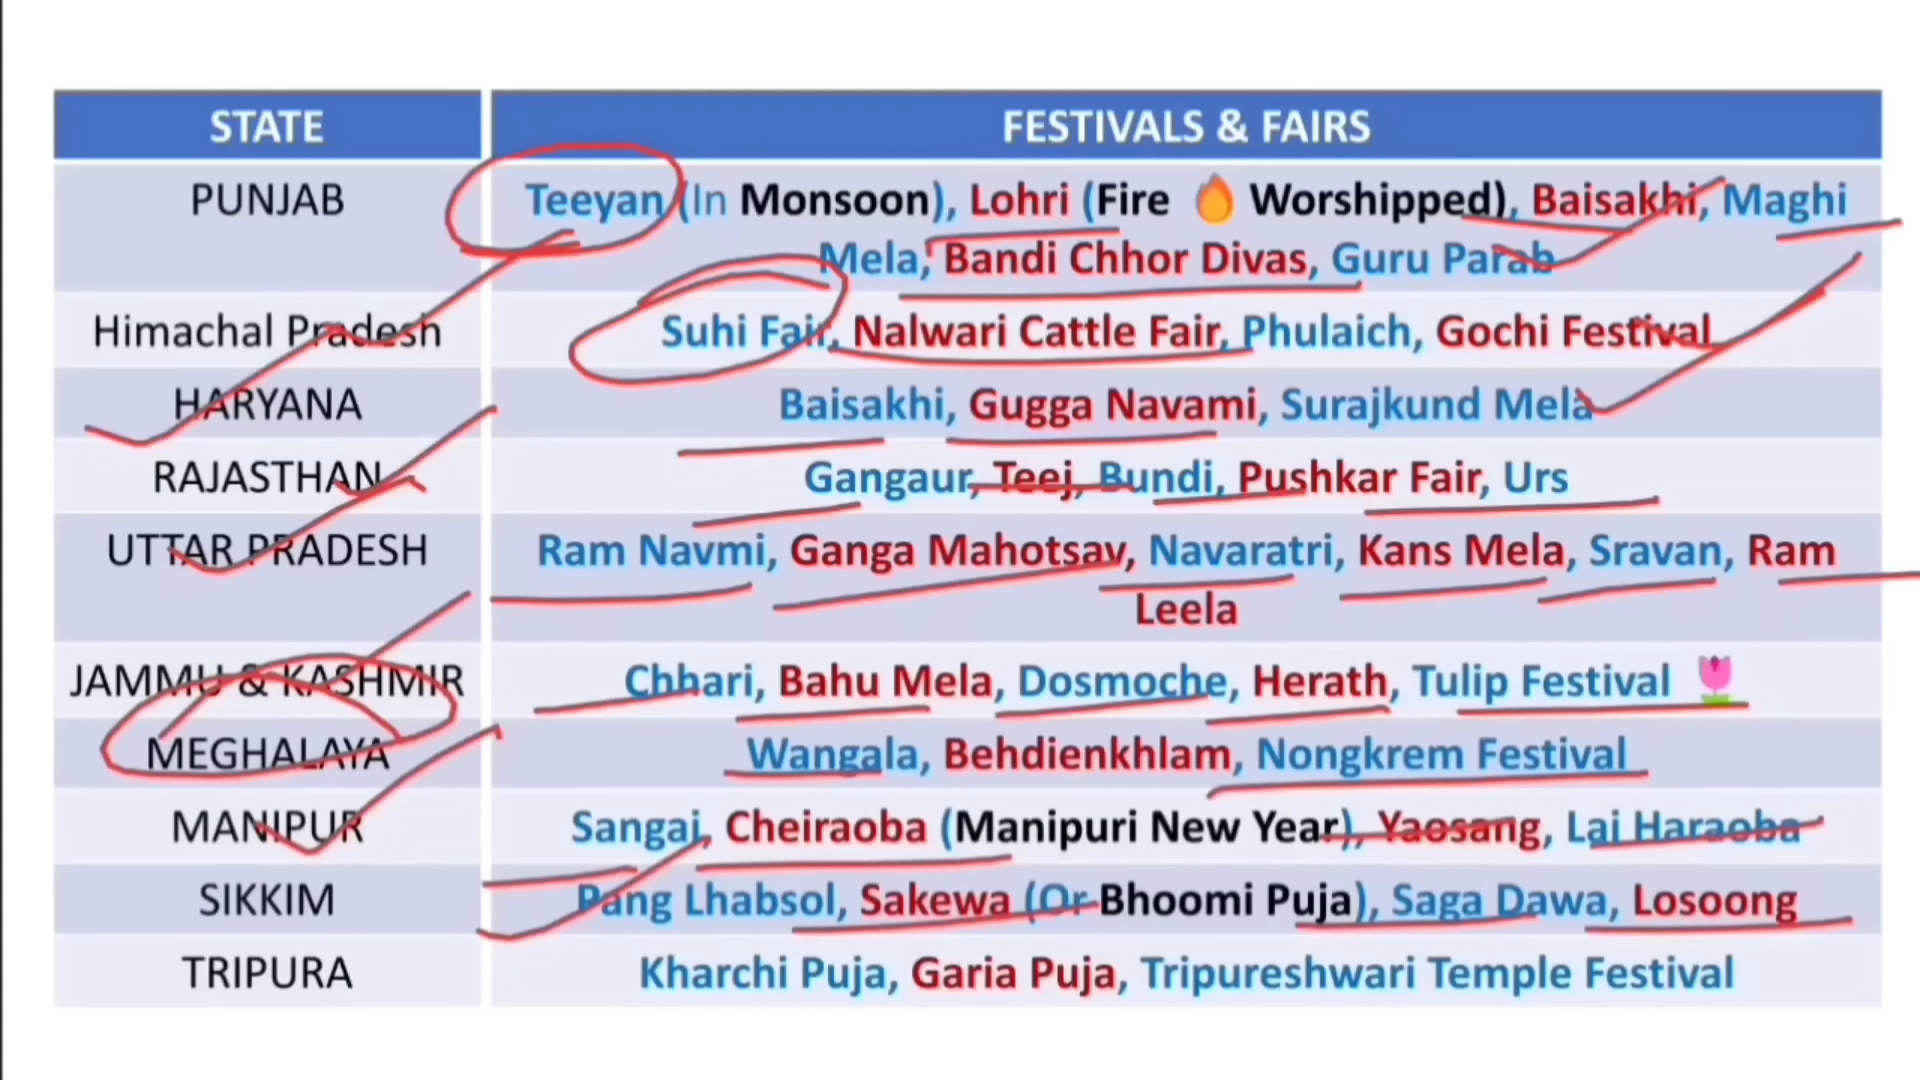 STATE FESTIVALS & FAIRS
PUNJAB Teeyan (In Monsoon), Lohri (Fire 🔥 Worshipped), Baisakhi, Maghi
Mela, Bandi Chhor Divas, Guru Parab
Himachal Pradesh Suhi Fair, Nalwari Cattle Fair, Phulaich, Gochi Festival
HARYANA Baisakhi, Gugga Navami, Surajkund Mela
RAJASTHAN Gangaur, Teej, Bundi, Pushkar Fair, Urs
UTTAR PRADESH Ram Navmi, Ganga Mahotsav, Navaratri, Kans Mela, Sravan, Ram
Leela
JAMMU & KASHMIR Chhari, Bahu Mela, Dosmoche, Herath, Tulip Festival 🌷
MEGHALAYA Wangala, Behdienkhlam, Nongkrem Festival
MANIPUR Sangai, Cheiraoba (Manipuri New Year), Yaosang, Lai Haraoba
SIKKIM Pang Lhabsol, Sakewa (Or Bhoomi Puja), Saga Dawa, Losoong
TRIPURA Kharchi Puja, Garia Puja, Tripureshwari Temple Festival